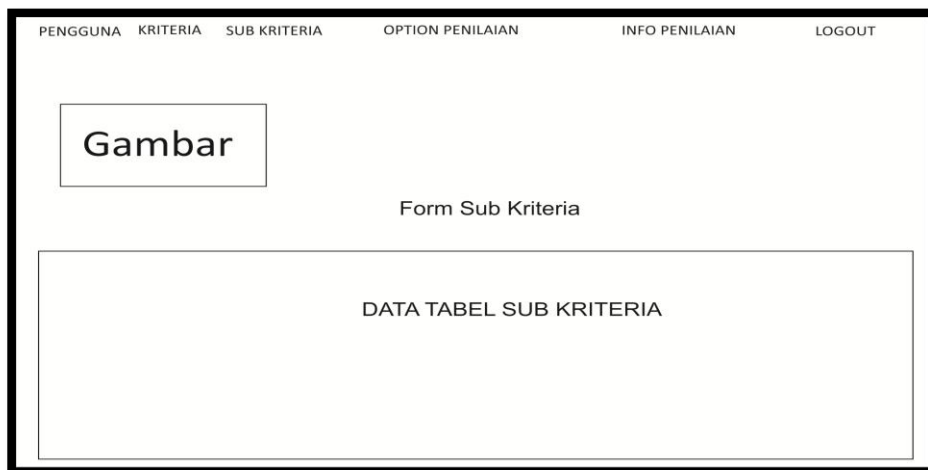 PENGGUNA KRITERIA SUB KRITERIA OPTION PENILAIAN INFO PENILAIAN LOGOUT
Gambar
Form Sub Kriteria
DATA TABEL SUB KRITERIA